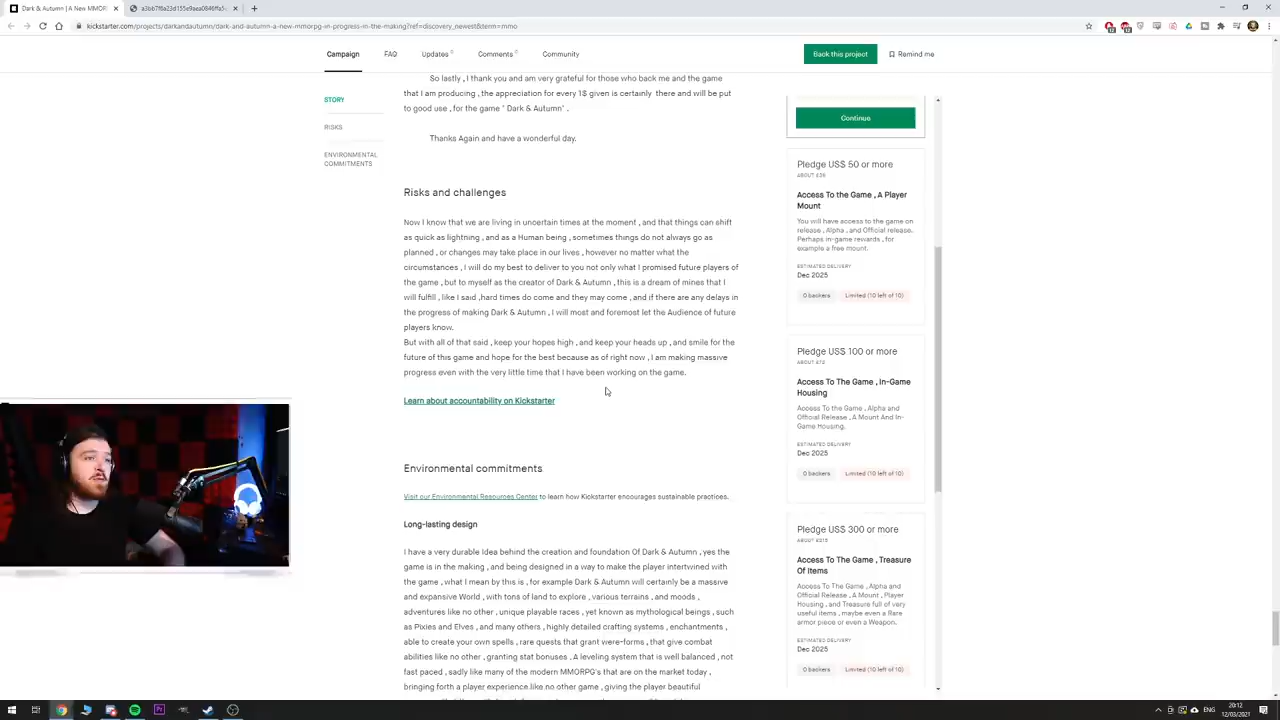 Dark & Autumn | A New MMOR
a3bb7f6a23d155e9aea0846ffa5
kickstarter.com/projects/darkandautumn/dark-and-autumn-a-new-mmorpg-in-progress-in-the-making?ref=discovery_newest&term=mmo
Campaign
FAQ
Updates 0
Comments 0
Community
Back this project
Remind me
STORY
RISKS
ENVIRONMENTAL
COMMITMENTS
So lastly , I thank you and am very grateful for those who back me and the game
that I am producing , the appreciation for every 1$ given is certainly there and will be put
to good use , for the game " Dark & Autumn" .
Thanks Again and have a wonderful day.
Risks and challenges
Now I know that we are living in uncertain times at the moment , and that things can shift
as quick as lightning , and as a Human being , sometimes things do not always go as
planned , or changes may take place in our lives , however no matter what the
circumstances , I will do my best to deliver to you not only what I promised future players of
the game , but to myself as the creator of Dark & Autumn , this is a dream of mines that I
will fulfill , like I said ,hard times do come and they may come , and if there are any delays in
the progress of making Dark & Autumn , I will most and foremost let the Audience of future
players know.
But with all of that said , keep your hopes high , and keep your heads up , and smile for the
future of this game and hope for the best because as of right now , I am making massive
progress even with the very little time that I have been working on the game.
Learn about accountability on Kickstarter
Environmental commitments
Visit our Environmental Resources Center to learn how Kickstarter encourages sustainable practices.
Long-lasting design
I have a very durable Idea behind the creation and foundation Of Dark & Autumn , yes the
game is in the making , and being designed in a way to make the player intertwined with
the game , what I mean by this is , for example Dark & Autumn will certainly be a massive
and expansive World , with tons of land to explore , various terrains , and moods ,
adventures like no other , unique playable races , yet known as mythological beings , such
as Pixies and Elves , and many others , highly detailed crafting systems , enchantments ,
able to create your own spells , rare quests that grant were-forms , that give combat
abilities like no other , granting stat bonuses , A leveling system that is well balanced , not
fast paced , sadly like many of the modern MMORPG's that are on the market today ,
bringing forth a player experience like no other game , giving the player beautiful
Continue
Pledge US$ 50 or more
Access To the Game , A Player
Mount
You will have access to the game on
release , Alpha , and Official release.
Perhaps in-game rewards , for
example a free mount.
ESTIMATED DELIVERY
Dec 2025
0 backers
Limited (10 left of 10)
Pledge US$ 100 or more
Access To The Game , In-Game
Housing
Access To the Game , Alpha and
Official Release , A Mount And In-
Game Housing.
ESTIMATED DELIVERY
Dec 2025
0 backers
Limited (10 left of 10)
Pledge US$ 300 or more
Access To The Game , Treasure
Of Items
Access To The Game , Alpha and
Official Release , A Mount , Player
Housing , and Treasure full of very
useful items , maybe even a Rare
armor piece or even a Weapon.
ESTIMATED DELIVERY
Dec 2025
0 backers
Limited (10 left of 10)
ENG
20:12
12/03/2021